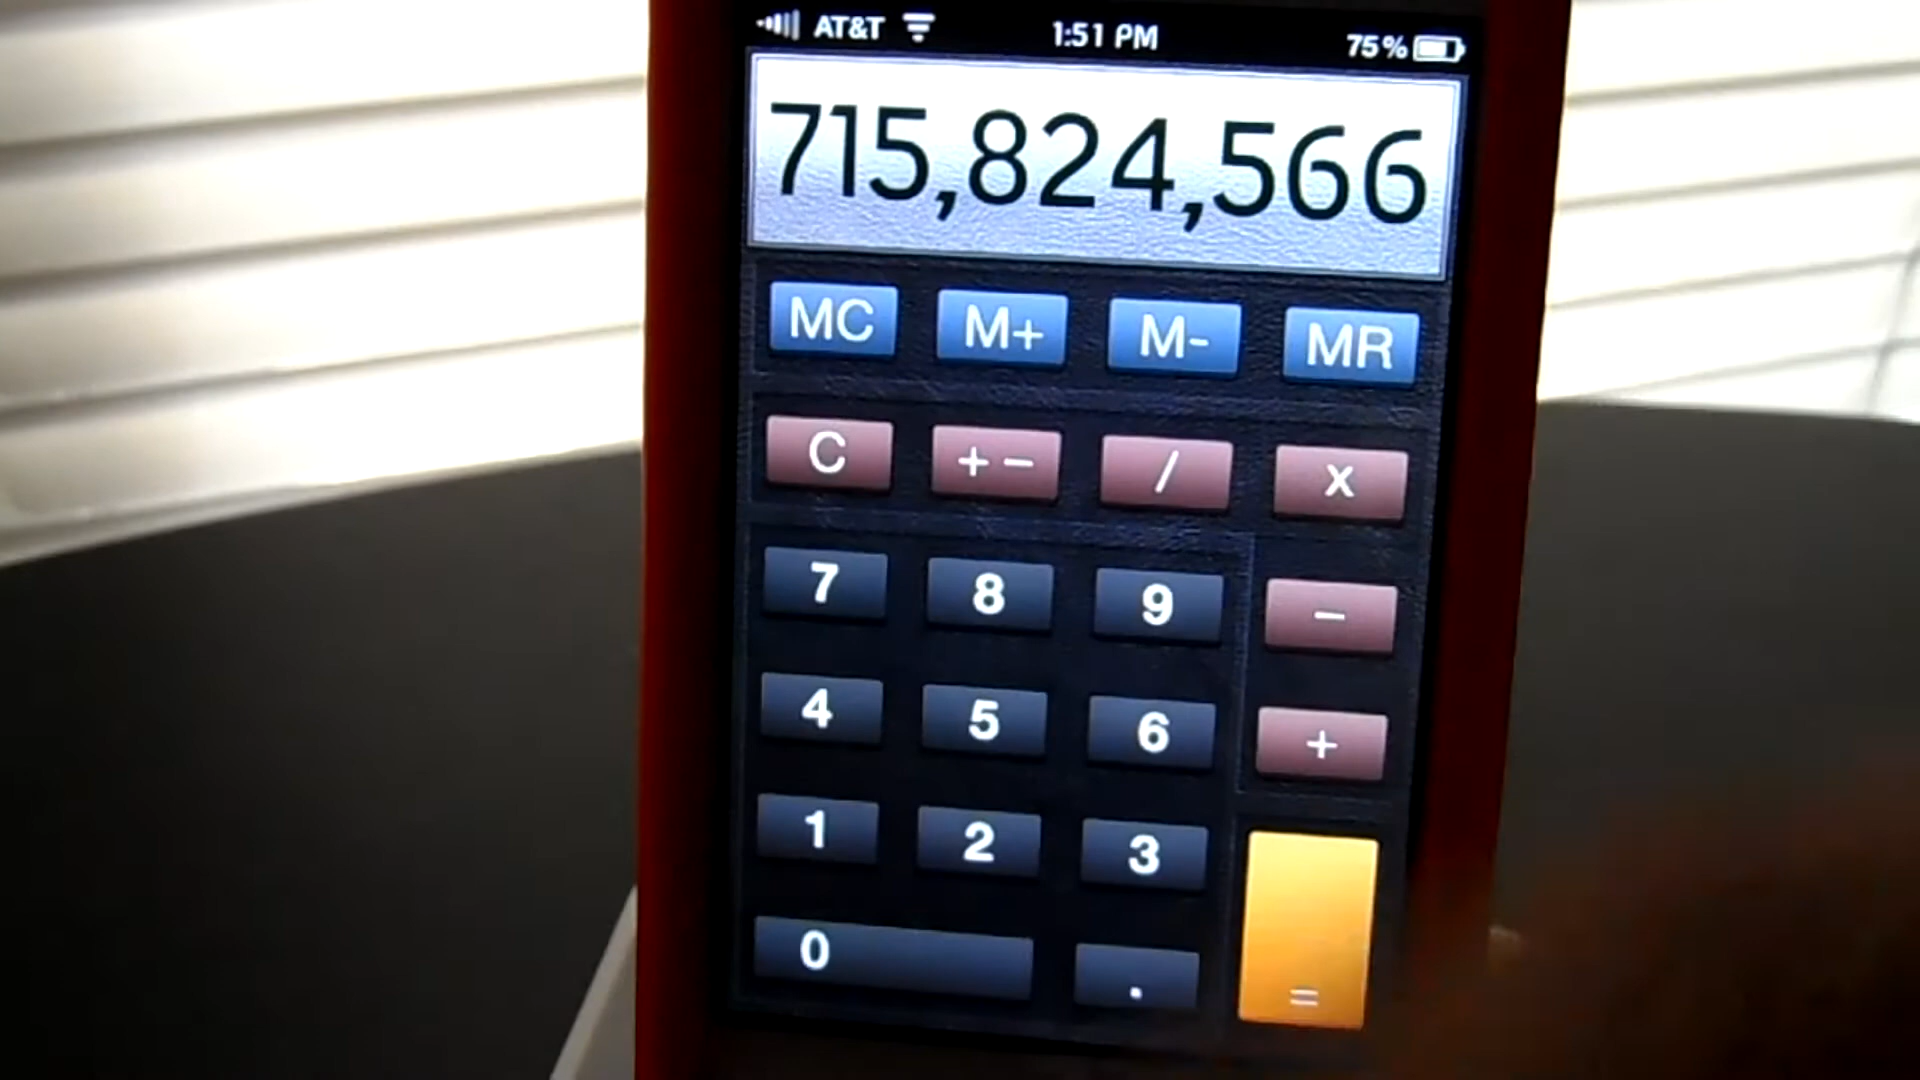 AT&T 1:51 PM 75%
715,824,566
MC M+ M- MR
C + − / x
7 8 9 −
4 5 6 +
1 2 3
0 . =